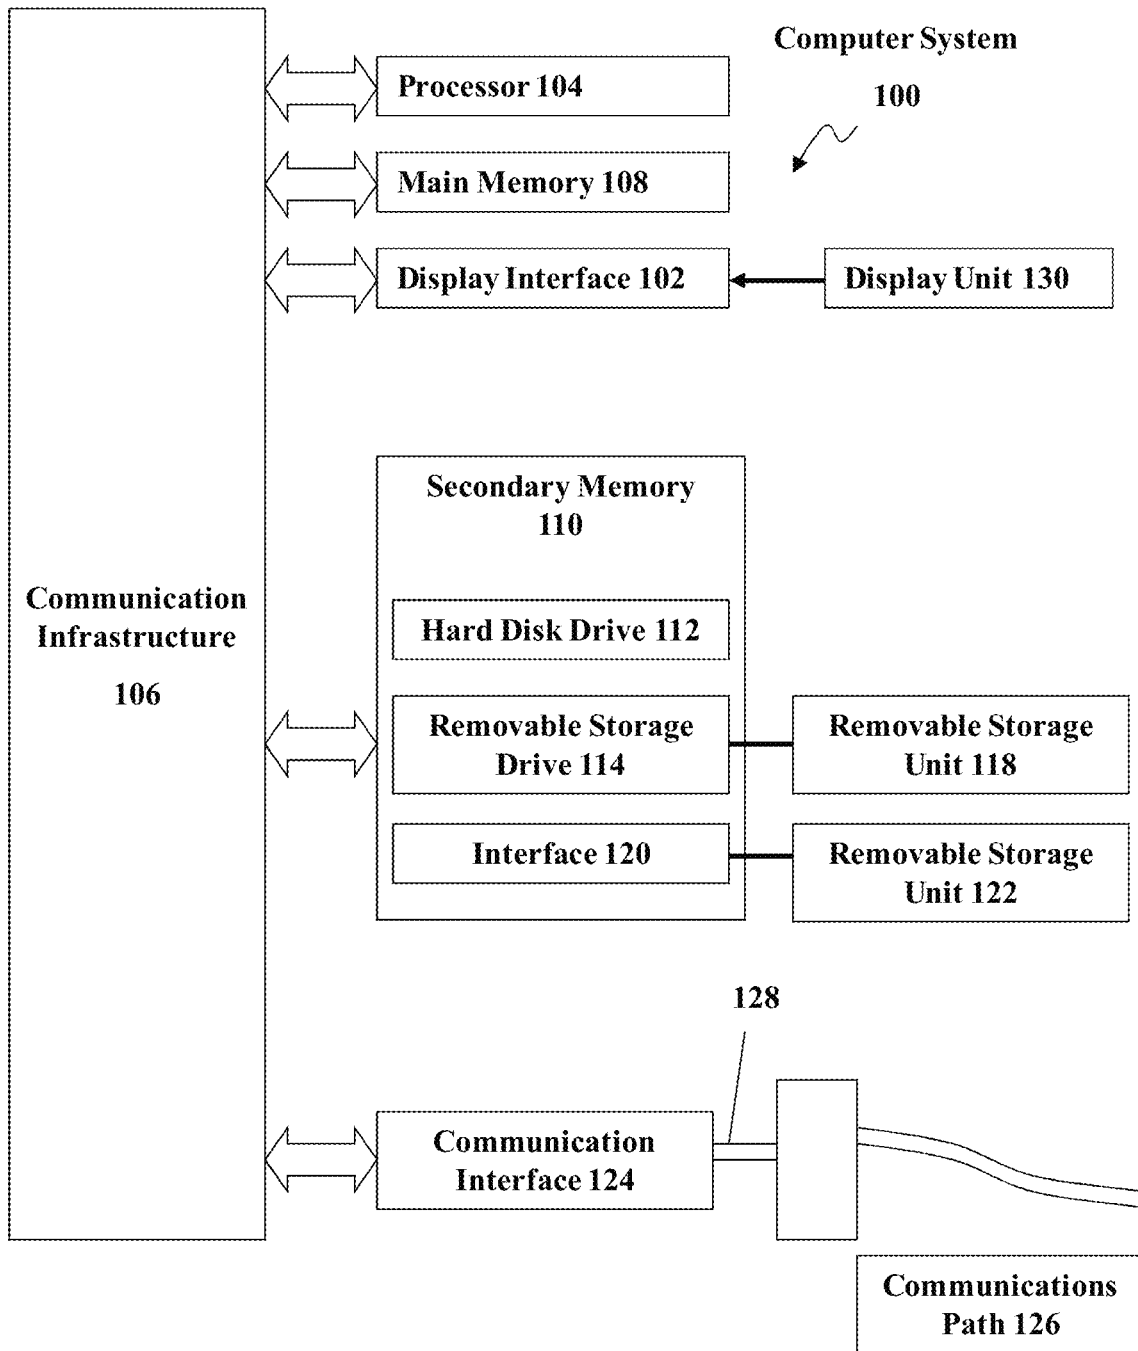 Computer System
100
Processor 104
Main Memory 108
Display Interface 102
Display Unit 130
Secondary Memory
110
Communication
Infrastructure
106
Hard Disk Drive 112
Removable Storage
Drive 114
Removable Storage
Unit 118
Interface 120
Removable Storage
Unit 122
128
Communication
Interface 124
Communications
Path 126